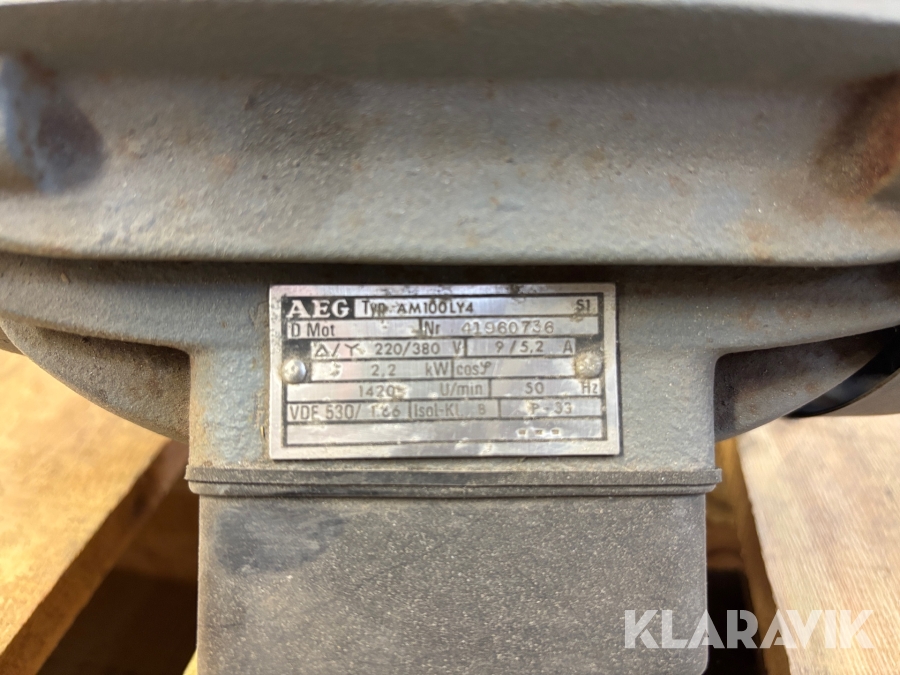 AEG Typ AM100LY4 S1
D Mot Nr 41960736
Δ/Y 220/380 V 9/5,2 A
2,2 kW cosφ
1420 U/min 50 Hz
VDE 530/ Isol-Kl. B P 33
KLARAVIK